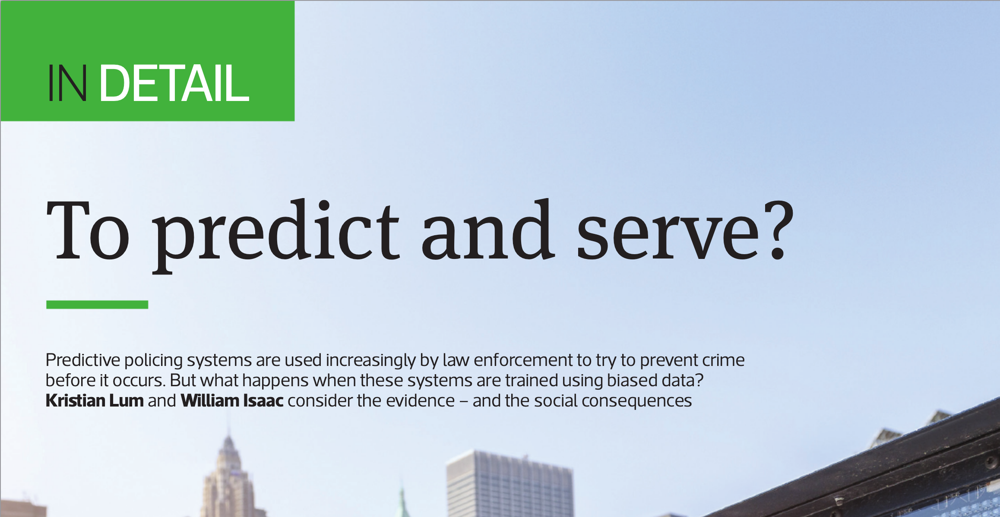 IN DETAIL
To predict and serve?
Predictive policing systems are used increasingly by law enforcement to try to prevent crime
before it occurs. But what happens when these systems are trained using biased data?
Kristian Lum and William Isaac consider the evidence – and the social consequences